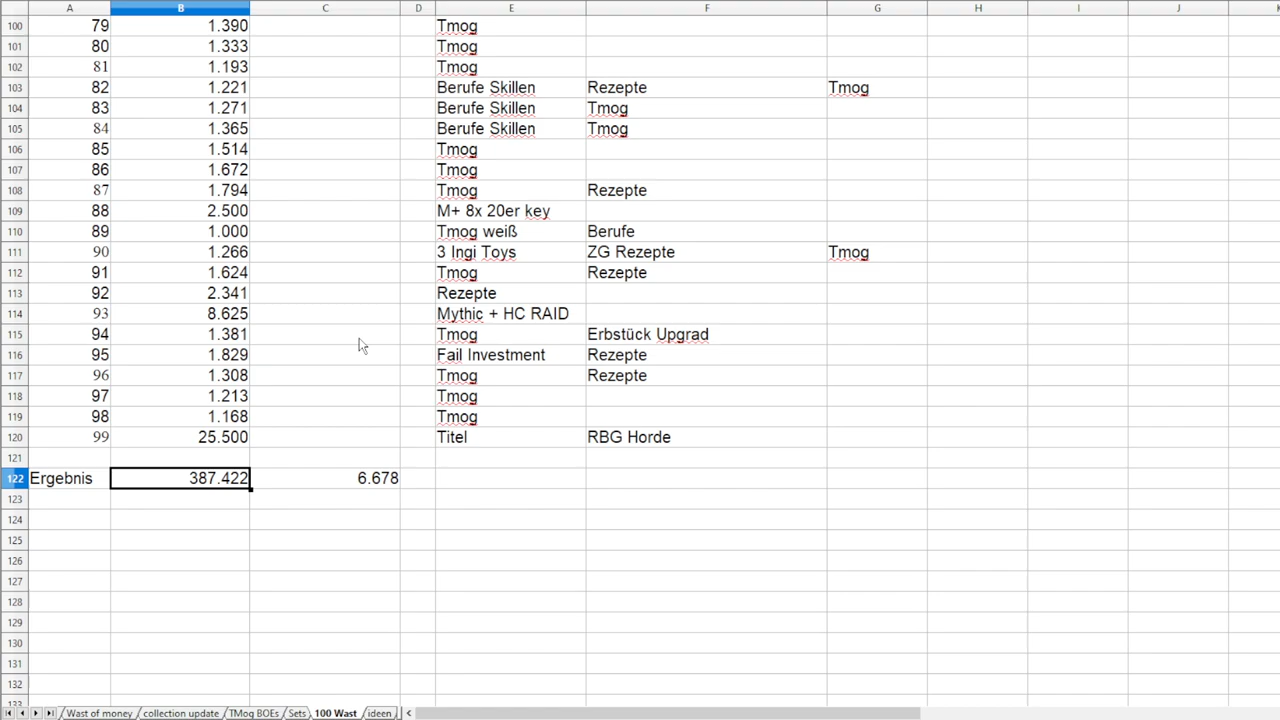 A B C D E F G H I J K
100 79 1.390 Tmog
101 80 1.333 Tmog
102 81 1.193 Tmog
103 82 1.221 Berufe Skillen Rezepte Tmog
104 83 1.271 Berufe Skillen Tmog
105 84 1.365 Berufe Skillen Tmog
106 85 1.514 Tmog
107 86 1.672 Tmog
108 87 1.794 Tmog Rezepte
109 88 2.500 M+ 8x 20er key
110 89 1.000 Tmog weiß Berufe
111 90 1.266 3 Ingi Toys ZG Rezepte Tmog
112 91 1.624 Tmog Rezepte
113 92 2.341 Rezepte
114 93 8.625 Mythic + HC RAID
115 94 1.381 Tmog Erbstück Upgrad
116 95 1.829 Fail Investment Rezepte
117 96 1.308 Tmog Rezepte
118 97 1.213 Tmog
119 98 1.168 Tmog
120 99 25.500 Titel RBG Horde
121
122 Ergebnis 387.422 6.678
123
124
125
126
127
128
129
130
131
132
133
Wast of money collection update TMog BOEs Sets 100 Wast ideen